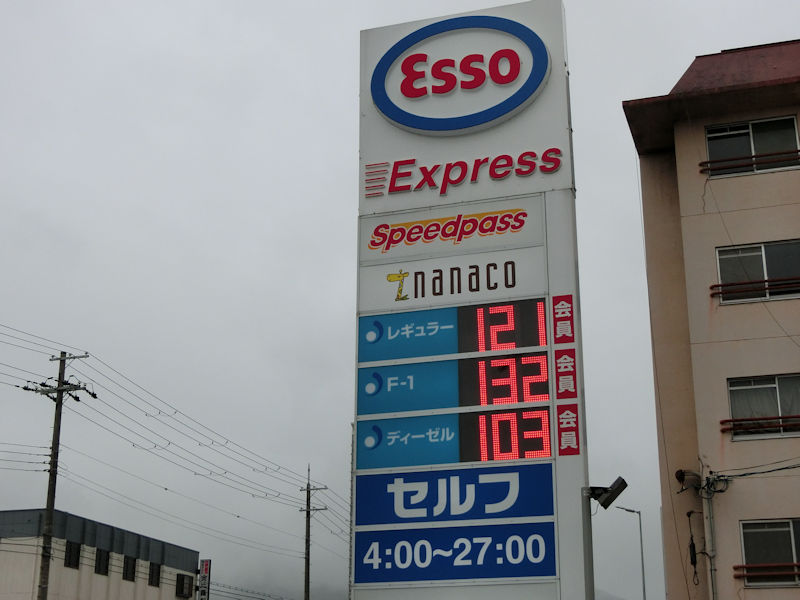 Esso
Express
Speedpass
nanaco
レギュラー 121 会員
F-1 132 会員
ディーゼル 103 会員
セルフ
4:00~27:00